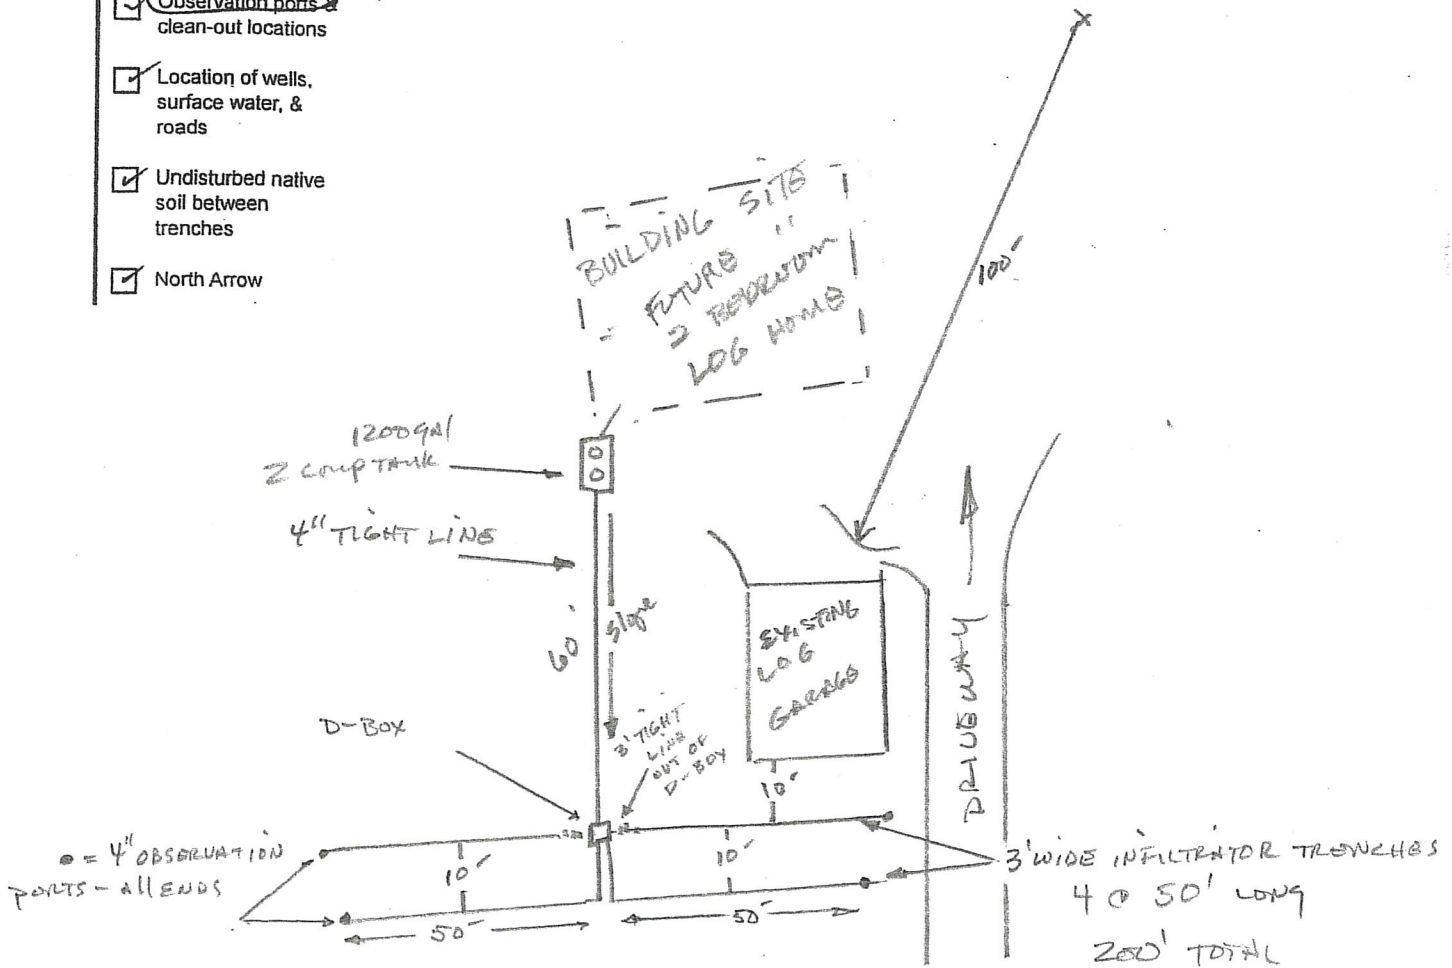 Observation ports &
clean-out locations
Location of wells,
surface water, &
roads
Undisturbed native
soil between
trenches
North Arrow
BUILDING SITE
FUTURE
2 BEDROOM
LOG HOME
100'
1200 gal
2 comp TANK
4" TIGHT LINE
60'
slope
EXISTING
LOG
GARAGE
DRIVEWAY
D-BOX
3' TIGHT
LINE
OUT OF
D-BOX
10'
10'
10'
50'
50'
• = 4" OBSERVATION
PORTS - All ENDS
3' WIDE INFILTRATOR TRENCHES
4 @ 50' LONG
200' TOTAL